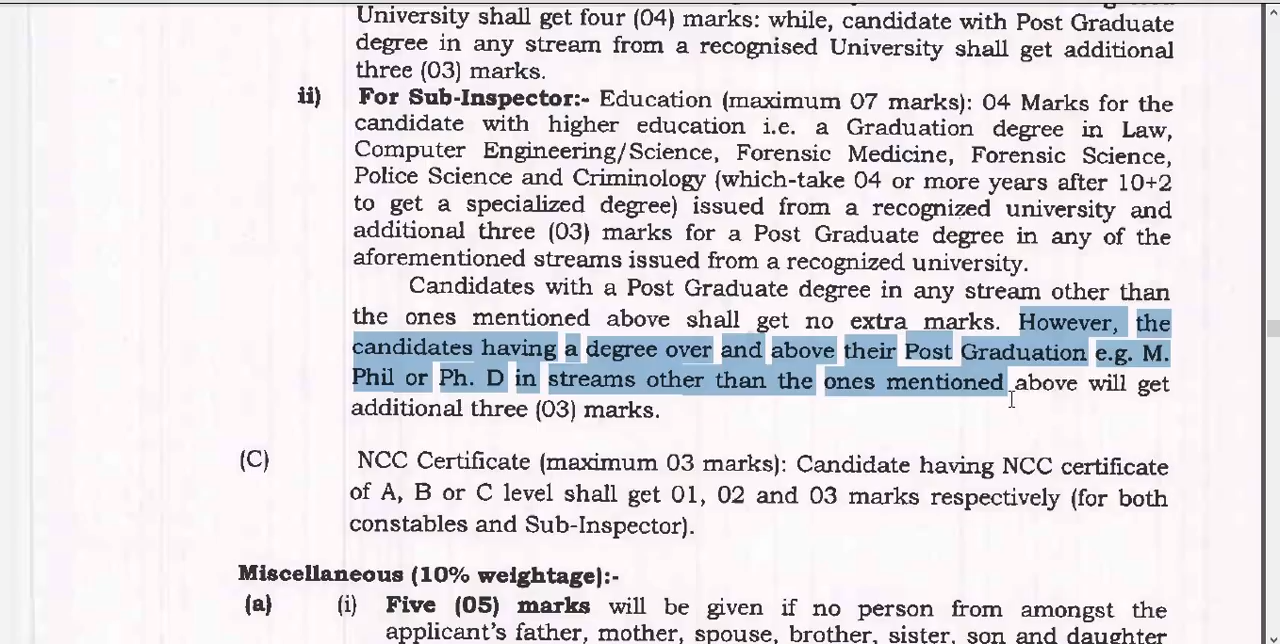 University shall get four (04) marks: while, candidate with Post Graduate
degree in any stream from a recognised University shall get additional
three (03) marks.
ii) For Sub-Inspector:- Education (maximum 07 marks): 04 Marks for the
candidate with higher education i.e. a Graduation degree in Law,
Computer Engineering/Science, Forensic Medicine, Forensic Science,
Police Science and Criminology (which-take 04 or more years after 10+2
to get a specialized degree) issued from a recognized university and
additional three (03) marks for a Post Graduate degree in any of the
aforementioned streams issued from a recognized university.
Candidates with a Post Graduate degree in any stream other than
the ones mentioned above shall get no extra marks. However, the
candidates having a degree over and above their Post Graduation e.g. M.
Phil or Ph. D in streams other than the ones mentioned above will get
additional three (03) marks.
(C) NCC Certificate (maximum 03 marks): Candidate having NCC certificate
of A, B or C level shall get 01, 02 and 03 marks respectively (for both
constables and Sub-Inspector).
Miscellaneous (10% weightage):-
(a) (i) Five (05) marks will be given if no person from amongst the
applicant's father, mother, spouse, brother, sister, son and daughter